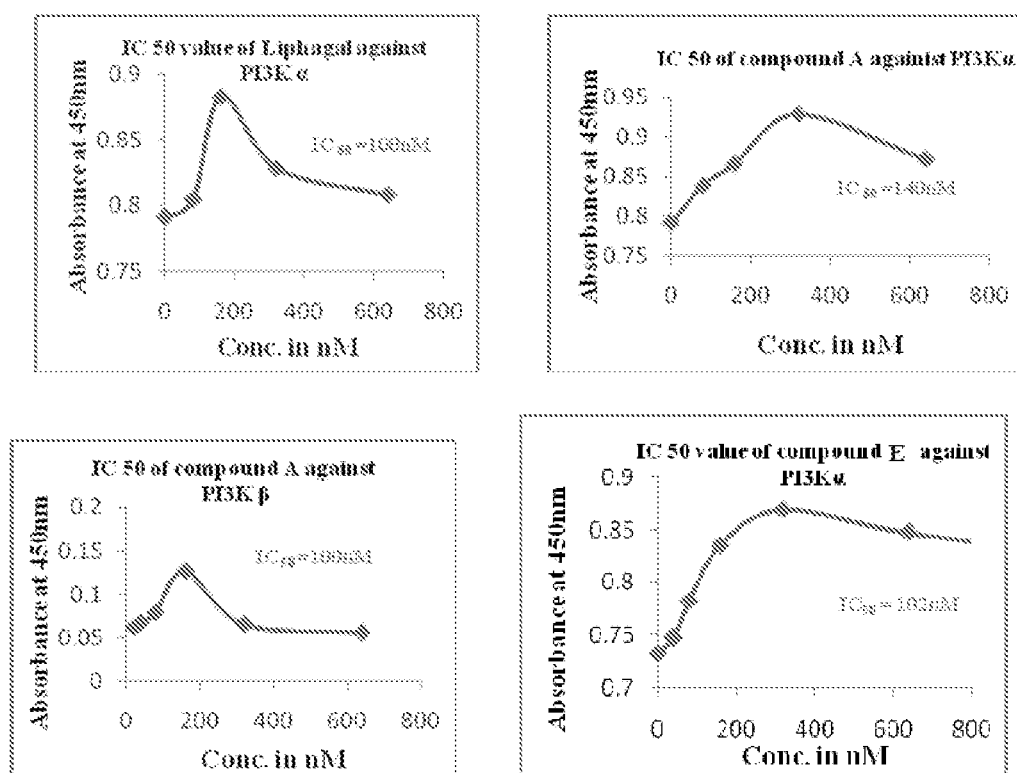 IC 50 value of Liphagal against
PI3K α
Absorbance at 450nm
0.9
0.85
0.8
0.75
IC50 =100nM
0 200 400 600 800
Conc. in nM
IC 50 of compound A againist PI3Kα
Absorbance at 450nm
0.95
0.9
0.85
0.8
0.75
IC50 =140nM
0 200 400 600 800
Conc. in nM
IC 50 of compound A against
PI3K β
Absorbance at 450nm
0.2
0.15
0.1
0.05
0
IC50=100nM
0 200 400 600 800
Conc. in nM
IC 50 value of compound E against
PI3Kα
Absorbance at 450nm
0.9
0.85
0.8
0.75
0.7
IC50 = 102nM
0 200 400 600 800
Conc. in nM